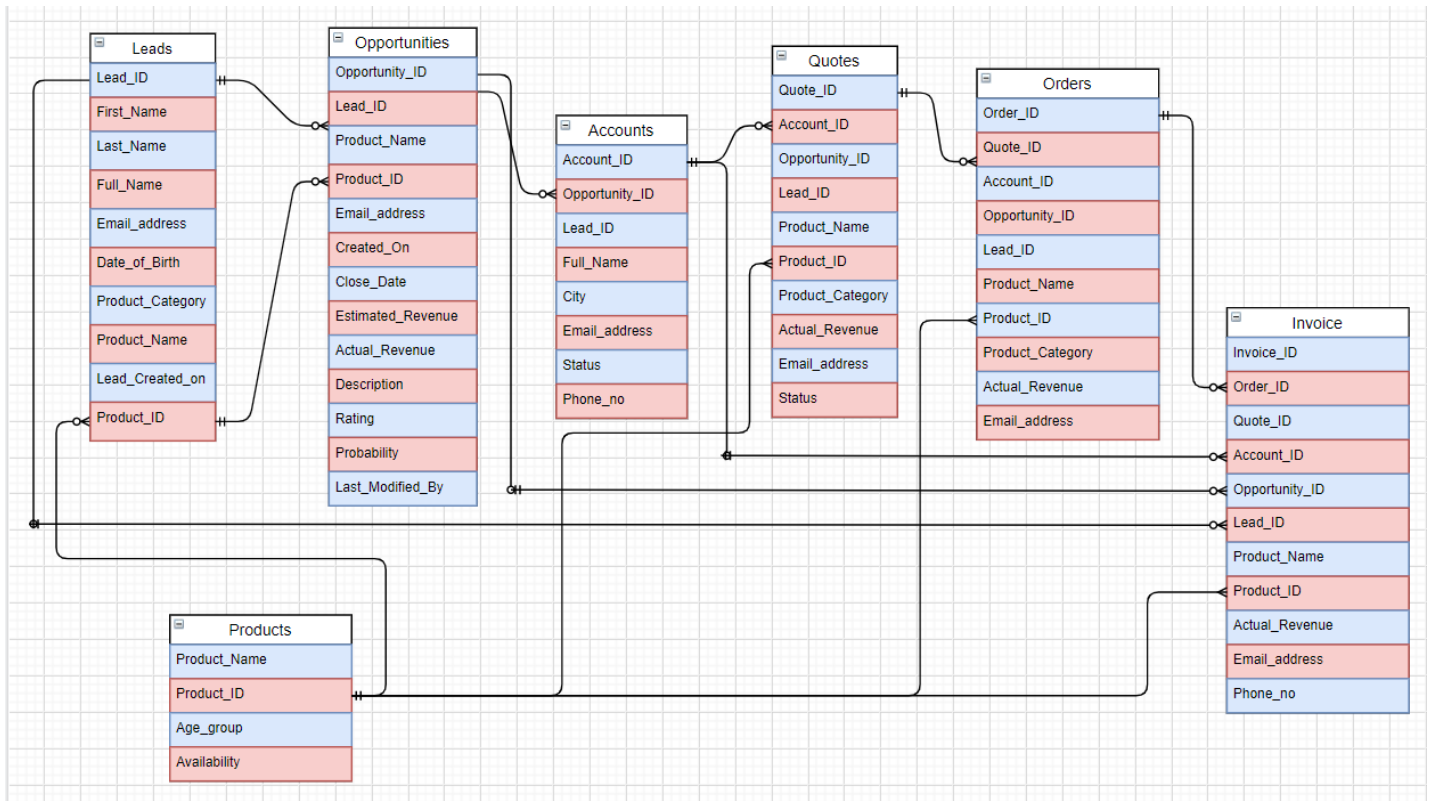 Leads
Lead_ID
First_Name
Last_Name
Full_Name
Email_address
Date_of_Birth
Product_Category
Product_Name
Lead_Created_on
Product_ID
Opportunities
Opportunity_ID
Lead_ID
Product_Name
Product_ID
Email_address
Created_On
Close_Date
Estimated_Revenue
Actual_Revenue
Description
Rating
Probability
Last_Modified_By
Accounts
Account_ID
Opportunity_ID
Lead_ID
Full_Name
City
Email_address
Status
Phone_no
Quotes
Quote_ID
Account_ID
Opportunity_ID
Lead_ID
Product_Name
Product_ID
Product_Category
Actual_Revenue
Email_address
Status
Orders
Order_ID
Quote_ID
Account_ID
Opportunity_ID
Lead_ID
Product_Name
Product_ID
Product_Category
Actual_Revenue
Email_address
Invoice
Invoice_ID
Order_ID
Quote_ID
Account_ID
Opportunity_ID
Lead_ID
Product_Name
Product_ID
Actual_Revenue
Email_address
Phone_no
Products
Product_Name
Product_ID
Age_group
Availability